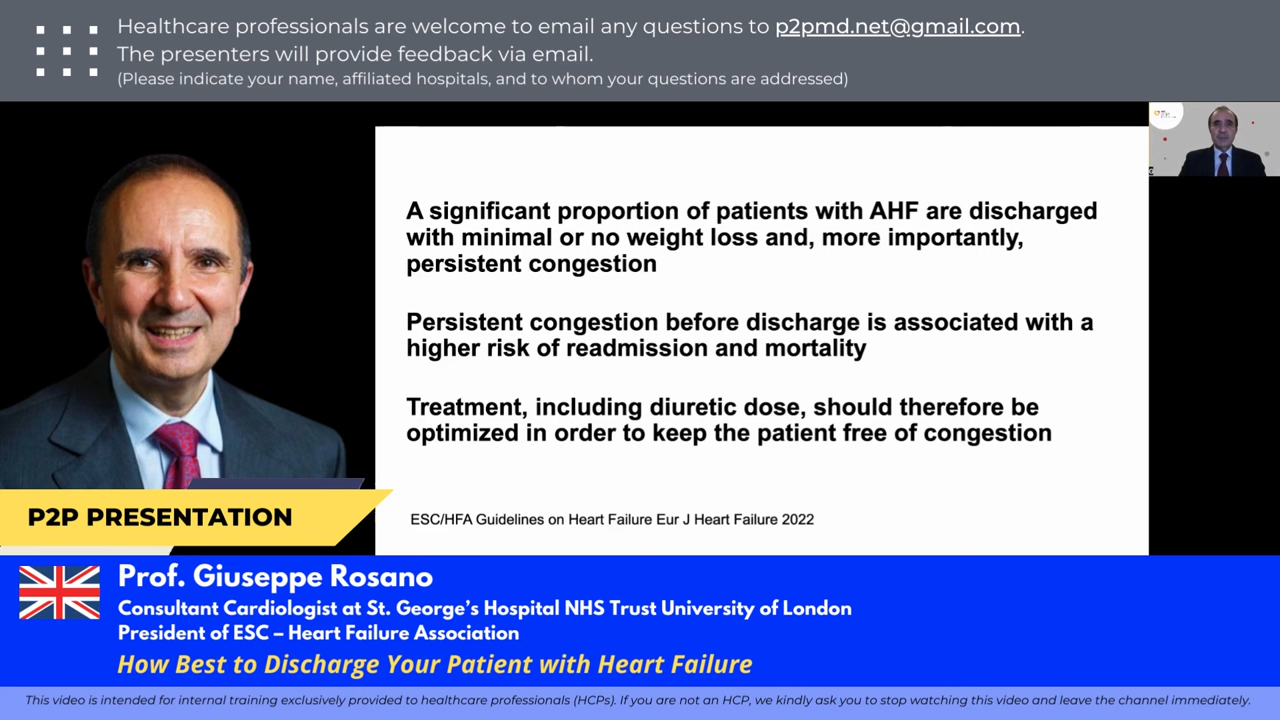 Healthcare professionals are welcome to email any questions to p2pmd.net@gmail.com.
The presenters will provide feedback via email.
(Please indicate your name, affiliated hospitals, and to whom your questions are addressed)
A significant proportion of patients with AHF are discharged
with minimal or no weight loss and, more importantly,
persistent congestion
Persistent congestion before discharge is associated with a
higher risk of readmission and mortality
Treatment, including diuretic dose, should therefore be
optimized in order to keep the patient free of congestion
ESC/HFA Guidelines on Heart Failure Eur J Heart Failure 2022
P2P PRESENTATION
Prof. Giuseppe Rosano
Consultant Cardiologist at St. George's Hospital NHS Trust University of London
President of ESC – Heart Failure Association
How Best to Discharge Your Patient with Heart Failure
This video is intended for internal training exclusively provided to healthcare professionals (HCPs). If you are not an HCP, we kindly ask you to stop watching this video and leave the channel immediately.